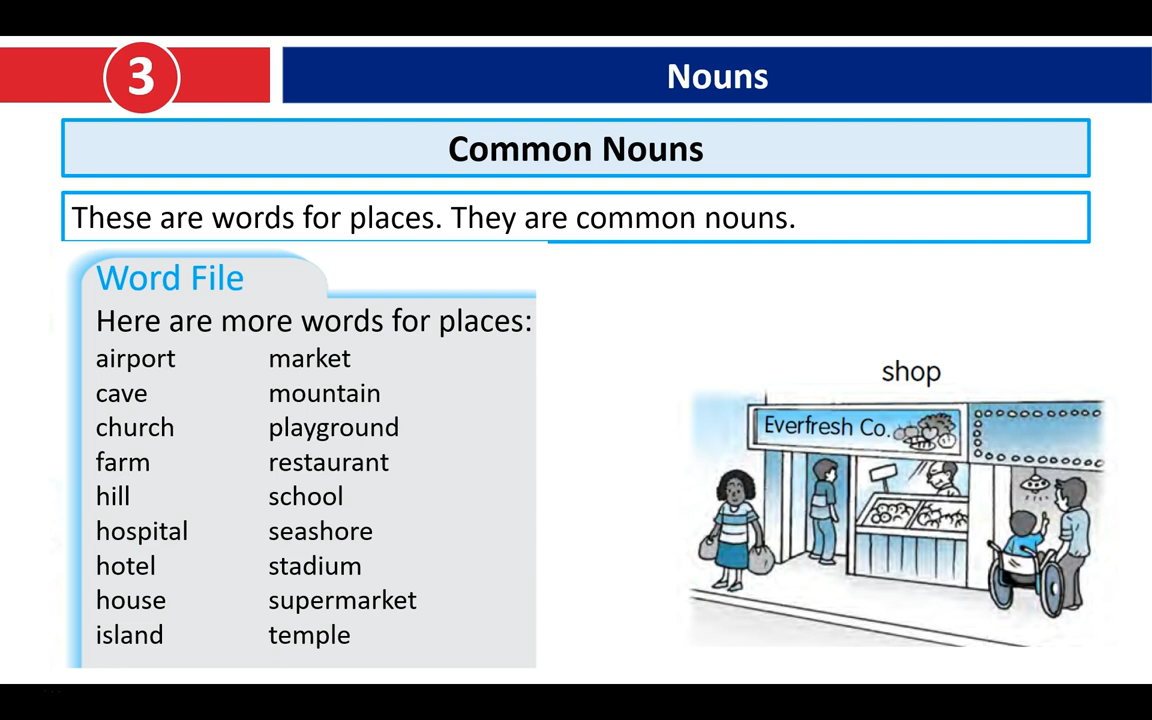 3
Nouns
Common Nouns
These are words for places. They are common nouns.
Word File
Here are more words for places:
airport
cave
church
farm
hill
hospital
hotel
house
island
market
mountain
playground
restaurant
school
seashore
stadium
supermarket
temple
shop
Everfresh Co.